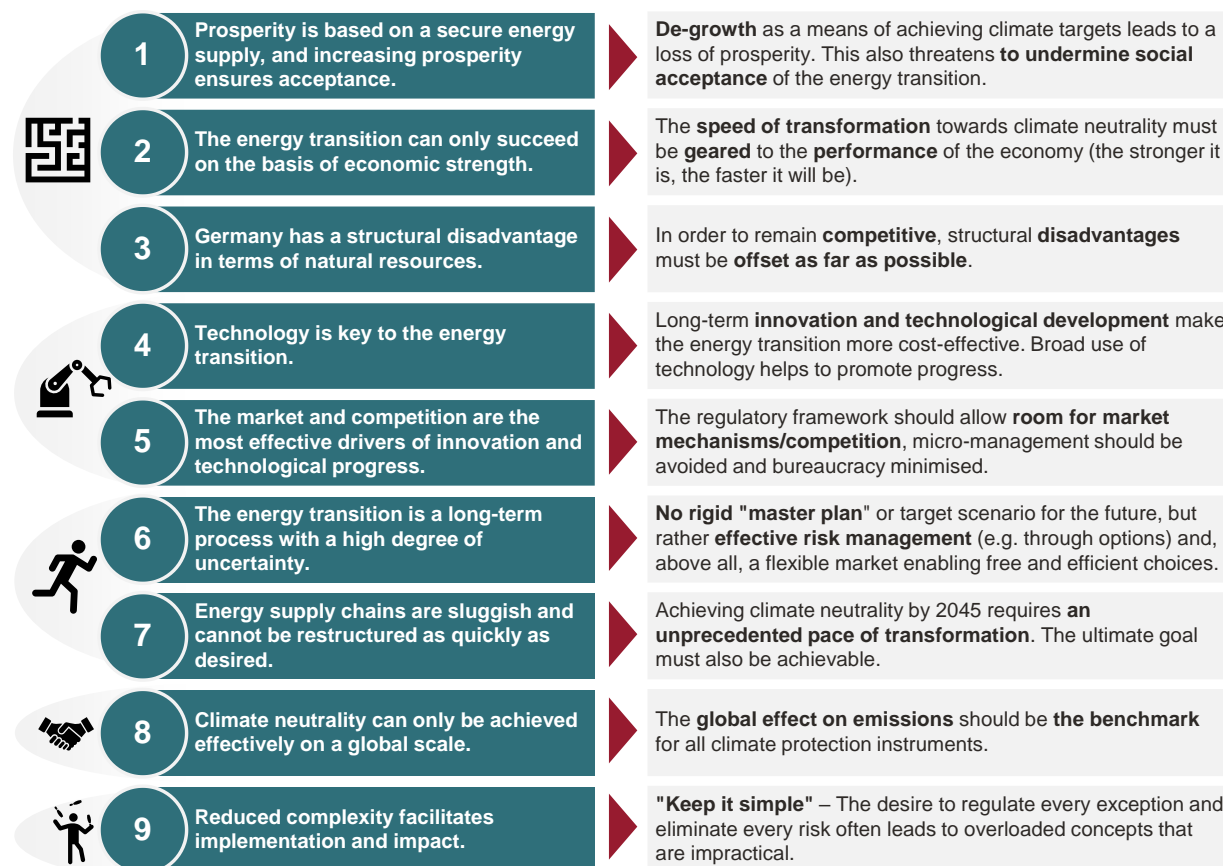 1
Prosperity is based on a secure energy
supply, and increasing prosperity
ensures acceptance.
De-growth as a means of achieving climate targets leads to a
loss of prosperity. This also threatens to undermine social
acceptance of the energy transition.
2
The energy transition can only succeed
on the basis of economic strength.
The speed of transformation towards climate neutrality must
be geared to the performance of the economy (the stronger it
is, the faster it will be).
3
Germany has a structural disadvantage
in terms of natural resources.
In order to remain competitive, structural disadvantages
must be offset as far as possible.
4
Technology is key to the energy
transition.
Long-term innovation and technological development make
the energy transition more cost-effective. Broad use of
technology helps to promote progress.
5
The market and competition are the
most effective drivers of innovation and
technological progress.
The regulatory framework should allow room for market
mechanisms/competition, micro-management should be
avoided and bureaucracy minimised.
6
The energy transition is a long-term
process with a high degree of
uncertainty.
No rigid "master plan" or target scenario for the future, but
rather effective risk management (e.g. through options) and,
above all, a flexible market enabling free and efficient choices.
7
Energy supply chains are sluggish and
cannot be restructured as quickly as
desired.
Achieving climate neutrality by 2045 requires an
unprecedented pace of transformation. The ultimate goal
must also be achievable.
8
Climate neutrality can only be achieved
effectively on a global scale.
The global effect on emissions should be the benchmark
for all climate protection instruments.
9
Reduced complexity facilitates
implementation and impact.
"Keep it simple" – The desire to regulate every exception and
eliminate every risk often leads to overloaded concepts that
are impractical.